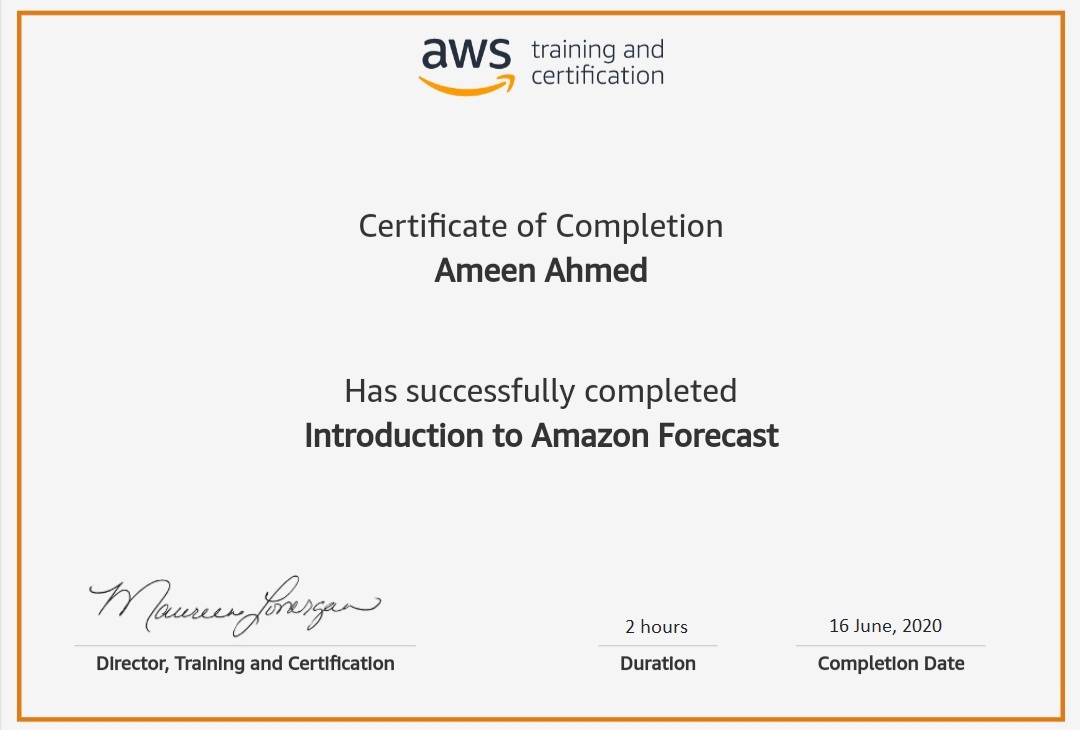 aws training and
certification
Certificate of Completion
Ameen Ahmed
Has successfully completed
Introduction to Amazon Forecast
Maureen Lonergan
2 hours
16 June, 2020
Director, Training and Certification
Duration
Completion Date